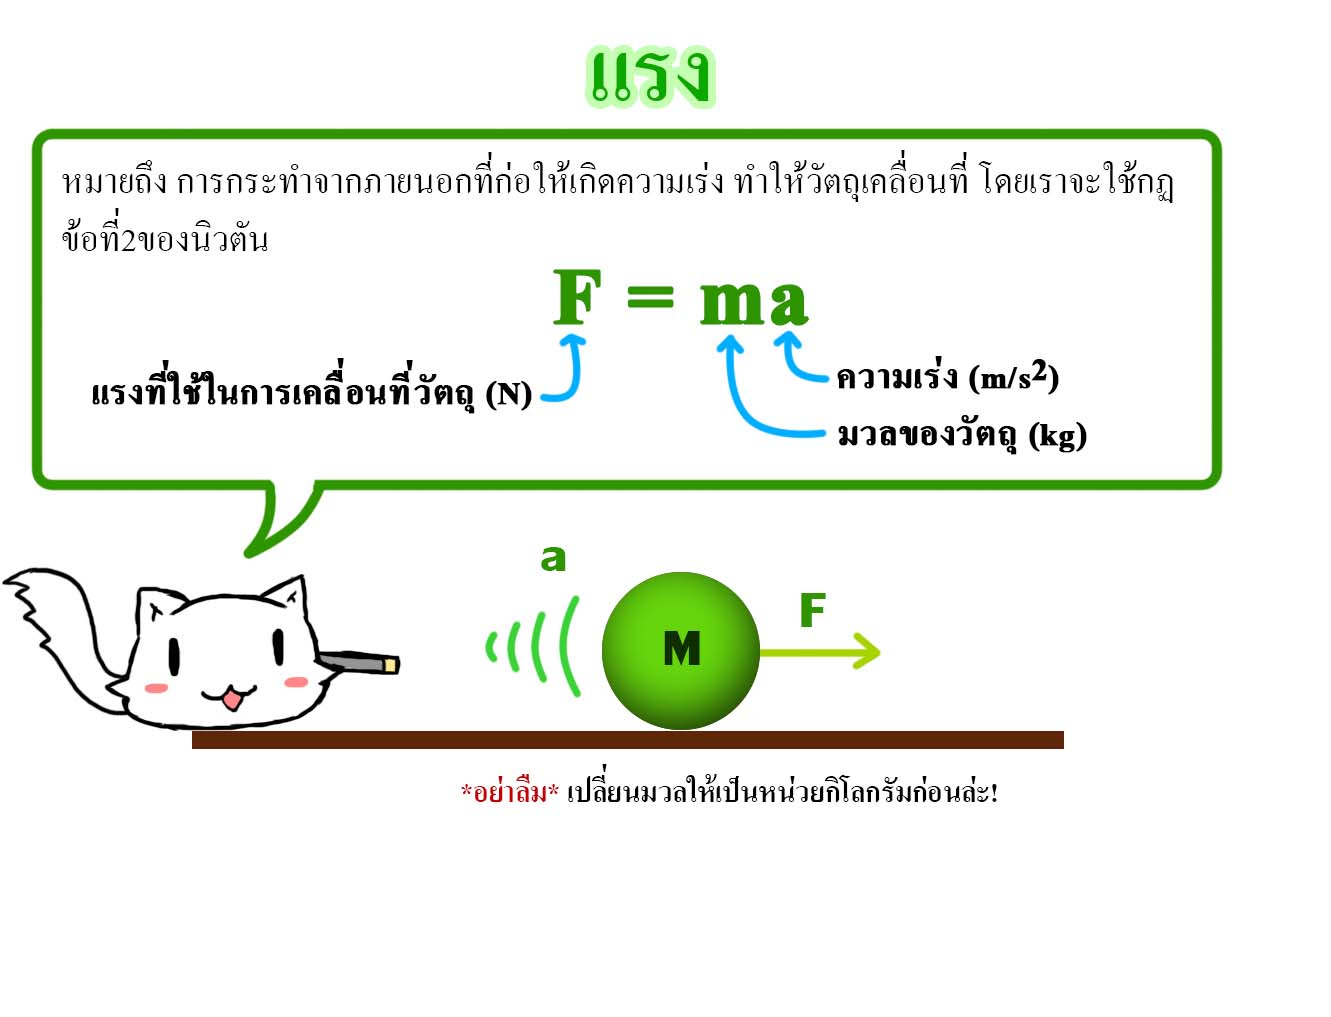 แรง
หมายถึง การกระทำจากภายนอกที่ก่อให้เกิดความเร่ง ทำให้วัตถุเคลื่อนที่ โดยเราจะใช้กฏ
ข้อที่2ของนิวตัน
F = ma
แรงที่ใช้ในการเคลื่อนที่วัตถุ (N)
ความเร่ง (m/s²)
มวลของวัตถุ (kg)
a
F
M
*อย่าลืม* เปลี่ยนมวลให้เป็นหน่วยกิโลกรัมก่อนล่ะ!